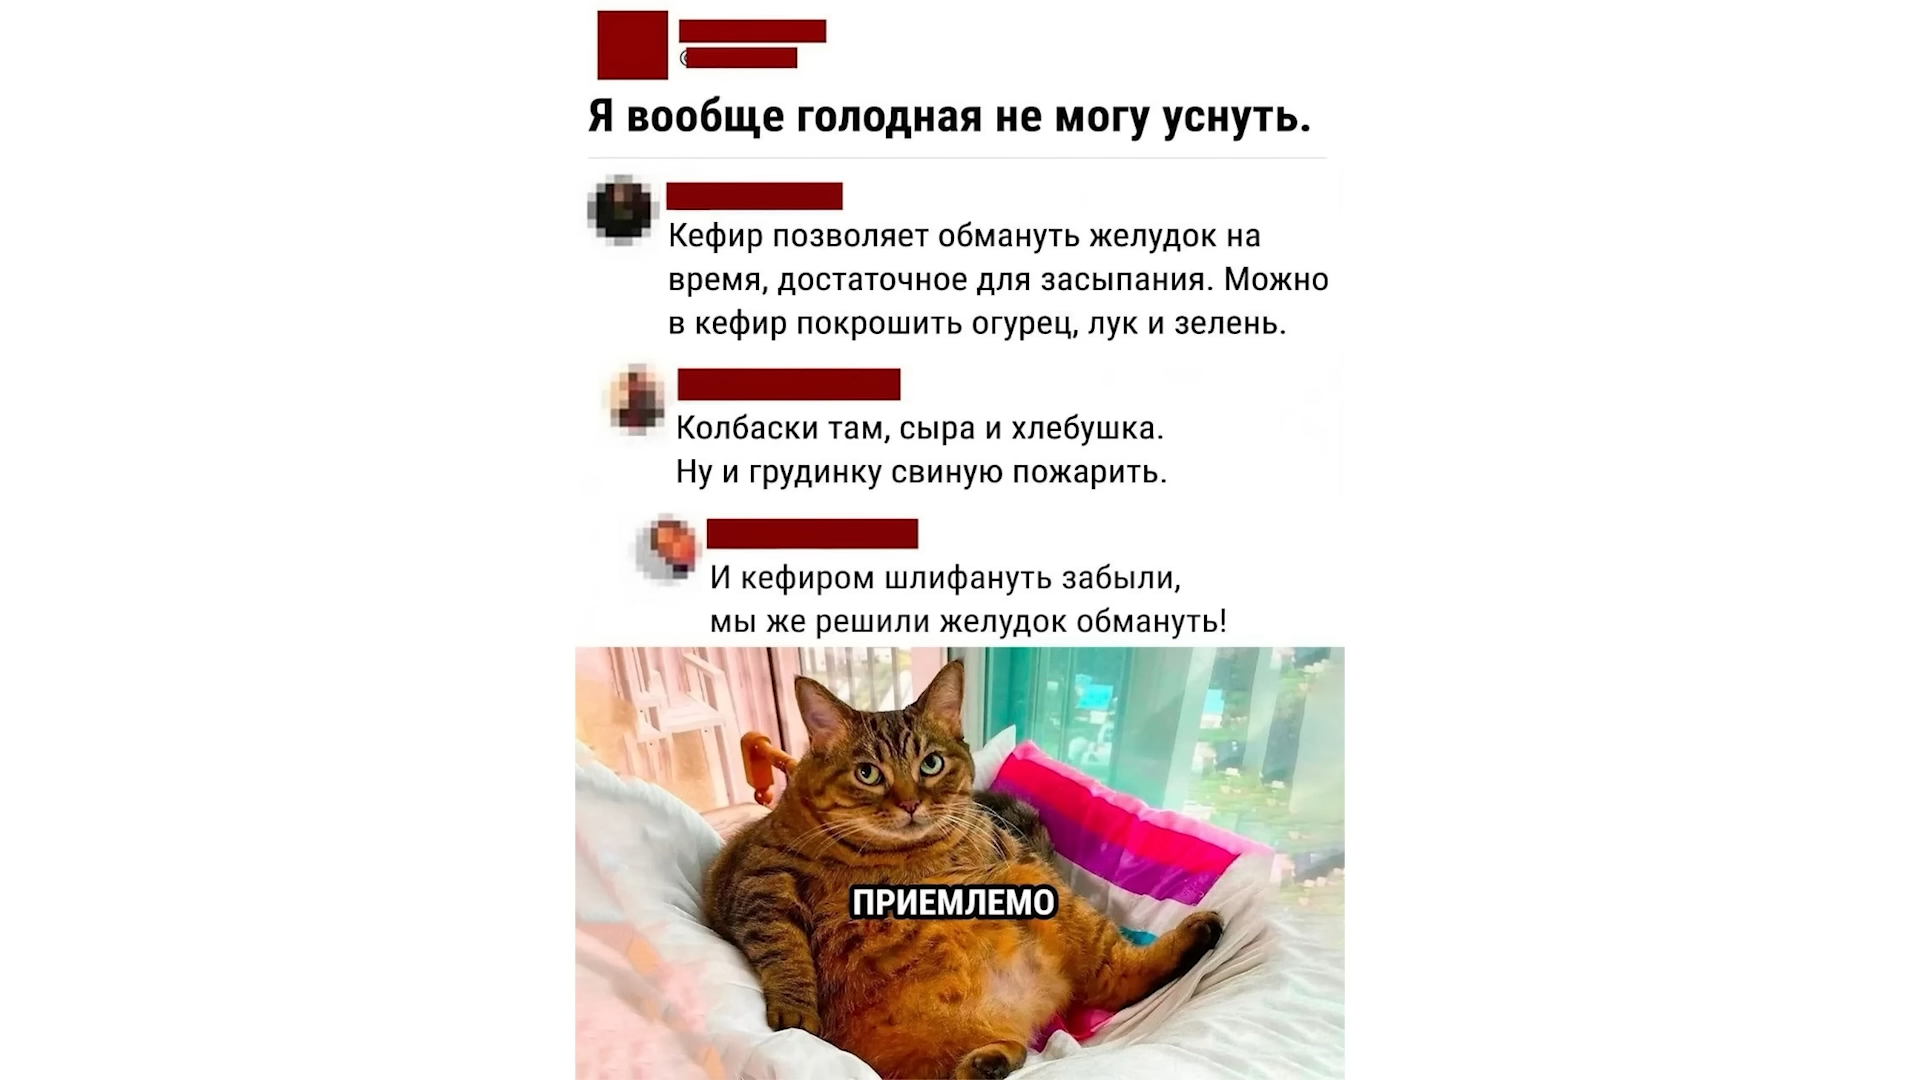 Я вообще голодная не могу уснуть.
Кефир позволяет обмануть желудок на
время, достаточное для засыпания. Можно
в кефир покрошить огурец, лук и зелень.
Колбаски там, сыра и хлебушка.
Ну и грудинку свиную пожарить.
И кефиром шлифануть забыли,
мы же решили желудок обмануть!
ПРИЕМЛЕМО